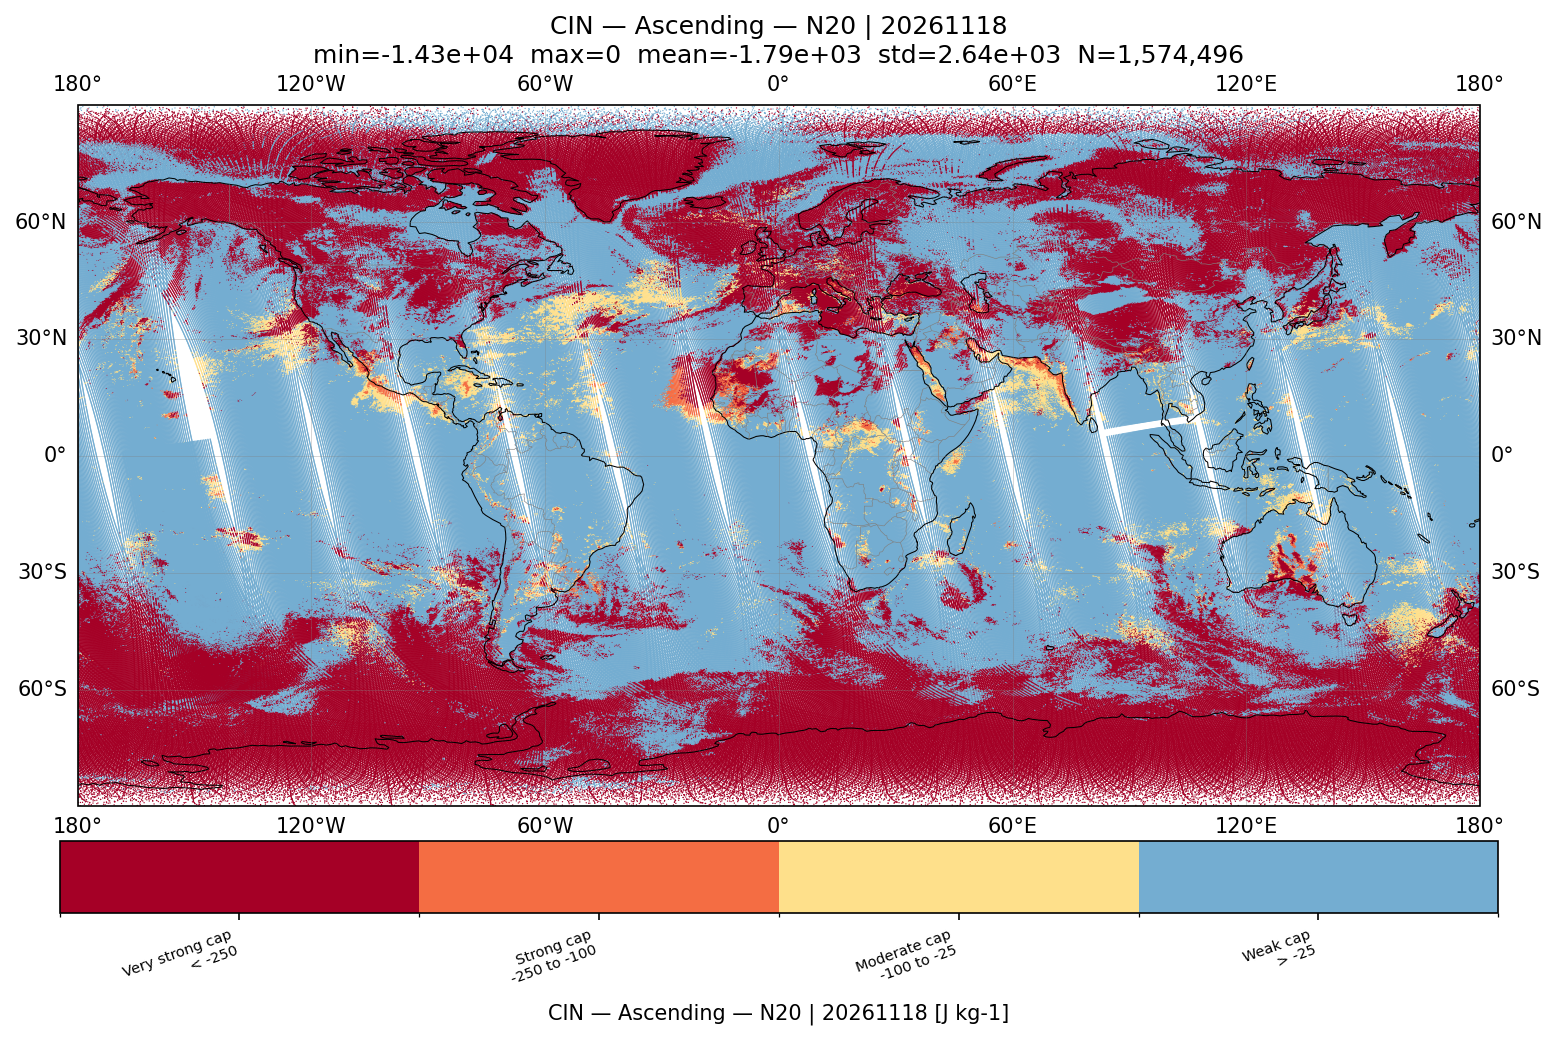 CIN — Ascending — N20 | 20261118
min=-1.43e+04  max=0  mean=-1.79e+03  std=2.64e+03  N=1,574,496
180° 120°W 60°W 0° 60°E 120°E 180°
60°N 60°N
30°N 30°N
0° 0°
30°S 30°S
60°S 60°S
180° 120°W 60°W 0° 60°E 120°E 180°
Very strong cap
< -250
Strong cap
-250 to -100
Moderate cap
-100 to -25
Weak cap
> -25
CIN — Ascending — N20 | 20261118 [J kg-1]